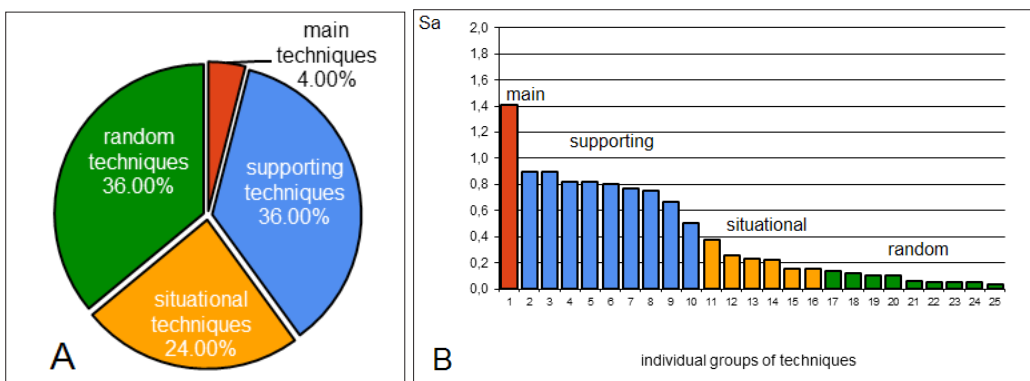 main
techniques
4.00%
random
techniques
36.00%
supporting
techniques
36.00%
situational
techniques
24.00%
A
Sa
2,0
1,8
1,6
1,4
1,2
1,0
0,8
0,6
0,4
0,2
0,0
main
supporting
situational
random
1 2 3 4 5 6 7 8 9 10 11 12 13 14 15 16 17 18 19 20 21 22 23 24 25
B
individual groups of techniques